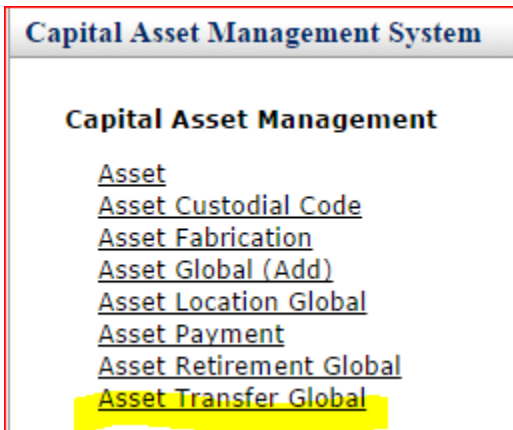 Capital Asset Management System
Capital Asset Management
Asset
Asset Custodial Code
Asset Fabrication
Asset Global (Add)
Asset Location Global
Asset Payment
Asset Retirement Global
Asset Transfer Global